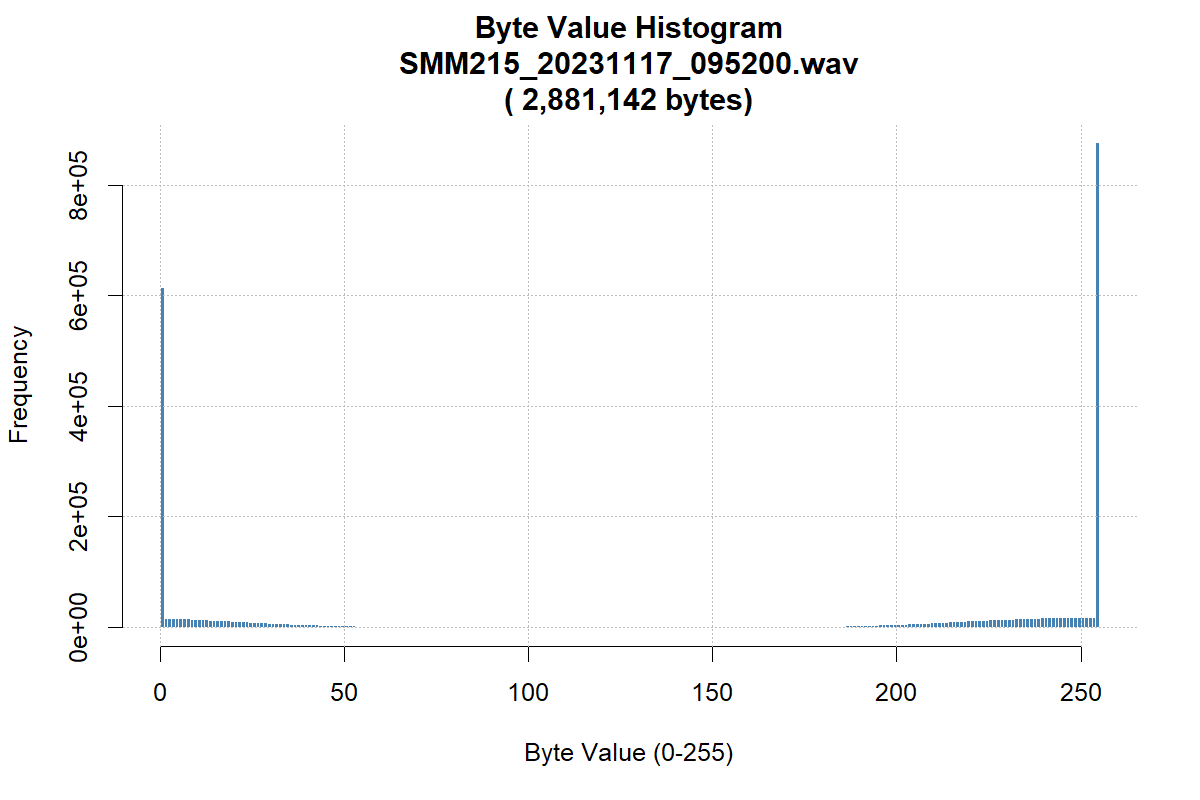 Byte Value Histogram
SMM215_20231117_095200.wav
( 2,881,142 bytes)
Frequency
8e+05
6e+05
4e+05
2e+05
0e+00
0 50 100 150 200 250
Byte Value (0-255)